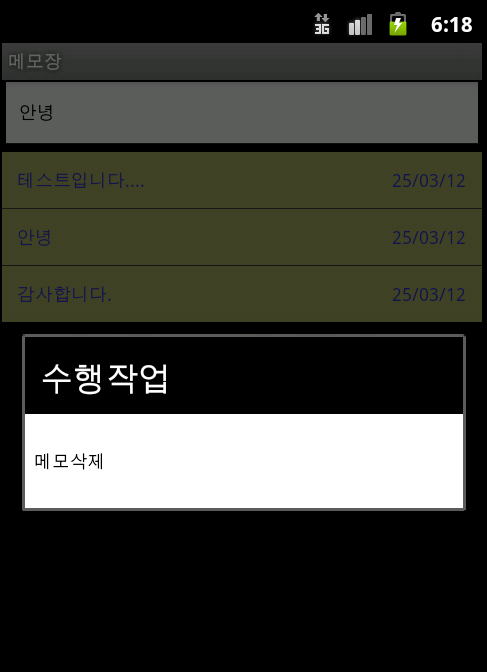 3G 6:18
메모장
안녕
테스트입니다.... 25/03/12
안녕 25/03/12
감사합니다. 25/03/12
수행작업
메모삭제